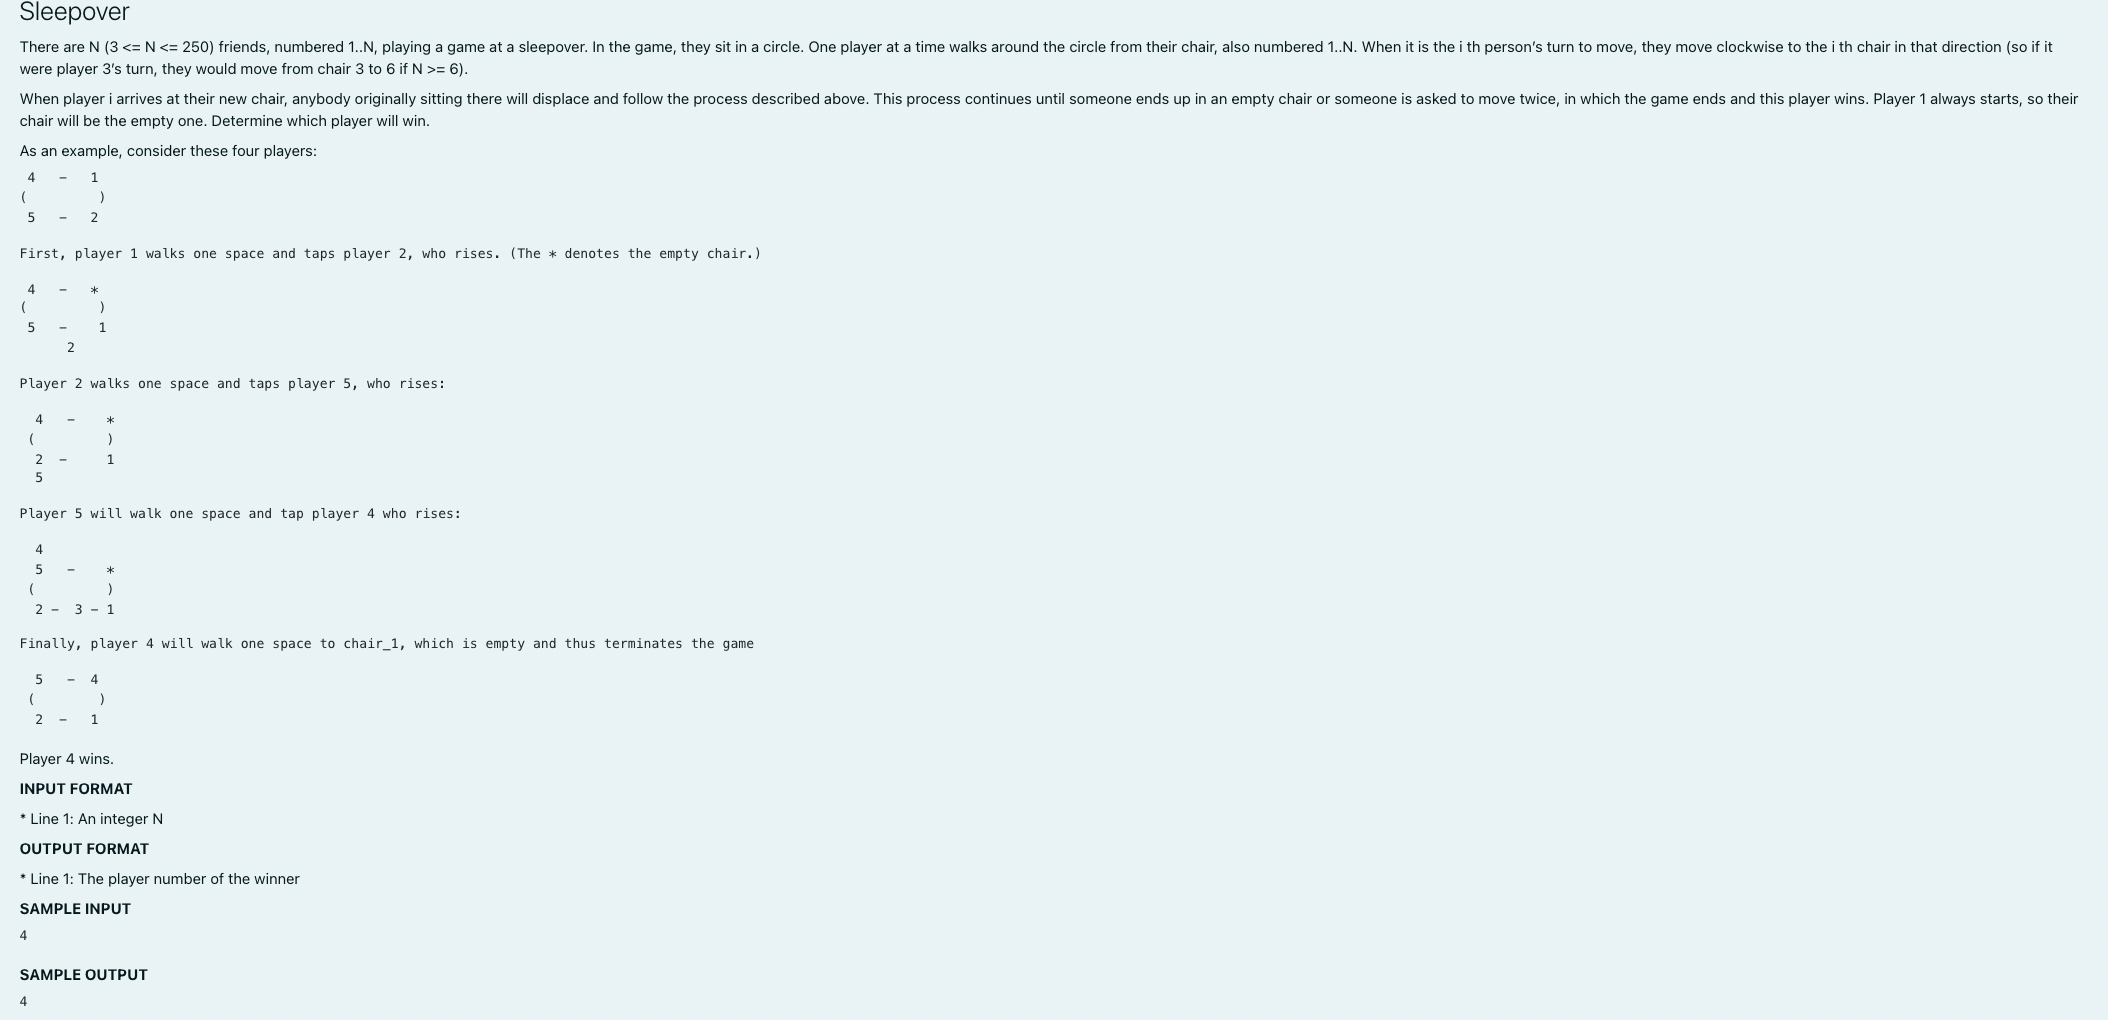 Sleepover
There are N (3 <= N <= 250) friends, numbered 1..N, playing a game at a sleepover. In the game, they sit in a circle. One player at a time walks around the circle from their chair, also numbered 1..N. When it is the i th person's turn to move, they move clockwise to the i th chair in that direction (so if it
were player 3's turn, they would move from chair 3 to 6 if N >= 6).
When player i arrives at their new chair, anybody originally sitting there will displace and follow the process described above. This process continues until someone ends up in an empty chair or someone is asked to move twice, in which the game ends and this player wins. Player 1 always starts, so their
chair will be the empty one. Determine which player will win.
As an example, consider these four players:
 4   –   1
(         )
 5   –   2
First, player 1 walks one space and taps player 2, who rises. (The * denotes the empty chair.)
 4   –   *
(         )
 5   –    1
      2
Player 2 walks one space and taps player 5, who rises:
  4   –    *
 (         )
  2  –     1
  5
Player 5 will walk one space and tap player 4 who rises:
  4
  5   –    *
 (         )
  2 –  3 – 1
Finally, player 4 will walk one space to chair_1, which is empty and thus terminates the game
  5   –  4
 (        )
  2  –   1
Player 4 wins.
INPUT FORMAT
* Line 1: An integer N
OUTPUT FORMAT
* Line 1: The player number of the winner
SAMPLE INPUT
4
SAMPLE OUTPUT
4